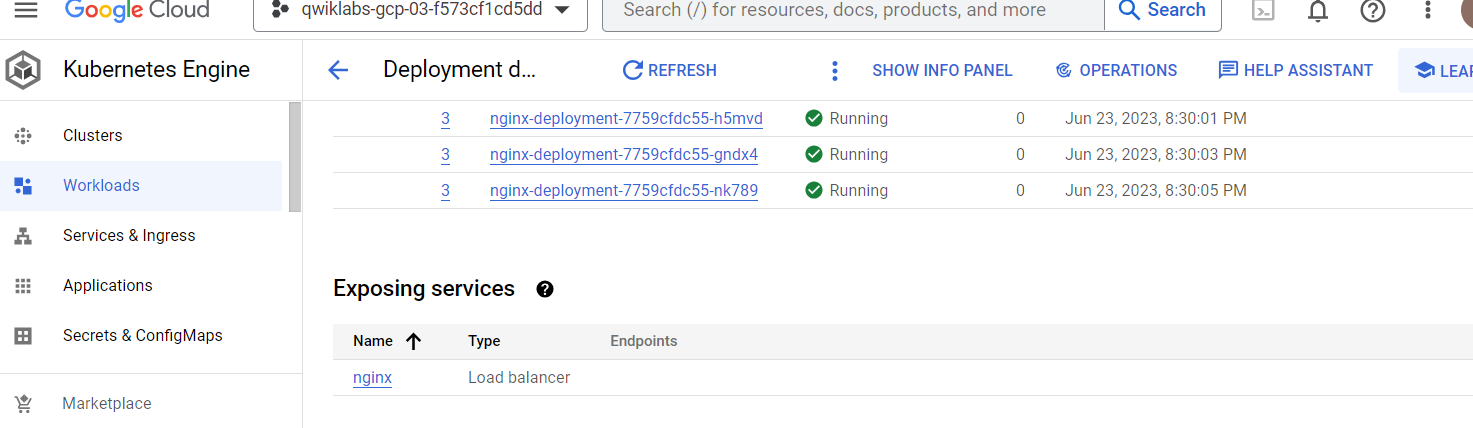 Google Cloud qwiklabs-gcp-03-f573cf1cd5dd Search (/) for resources, docs, products, and more Search
Kubernetes Engine
Clusters
Workloads
Services & Ingress
Applications
Secrets & ConfigMaps
Marketplace
Deployment d... REFRESH SHOW INFO PANEL OPERATIONS HELP ASSISTANT LEAR
3 nginx-deployment-7759cfdc55-h5mvd Running 0 Jun 23, 2023, 8:30:01 PM
3 nginx-deployment-7759cfdc55-gndx4 Running 0 Jun 23, 2023, 8:30:03 PM
3 nginx-deployment-7759cfdc55-nk789 Running 0 Jun 23, 2023, 8:30:05 PM
Exposing services
Name Type Endpoints
nginx Load balancer